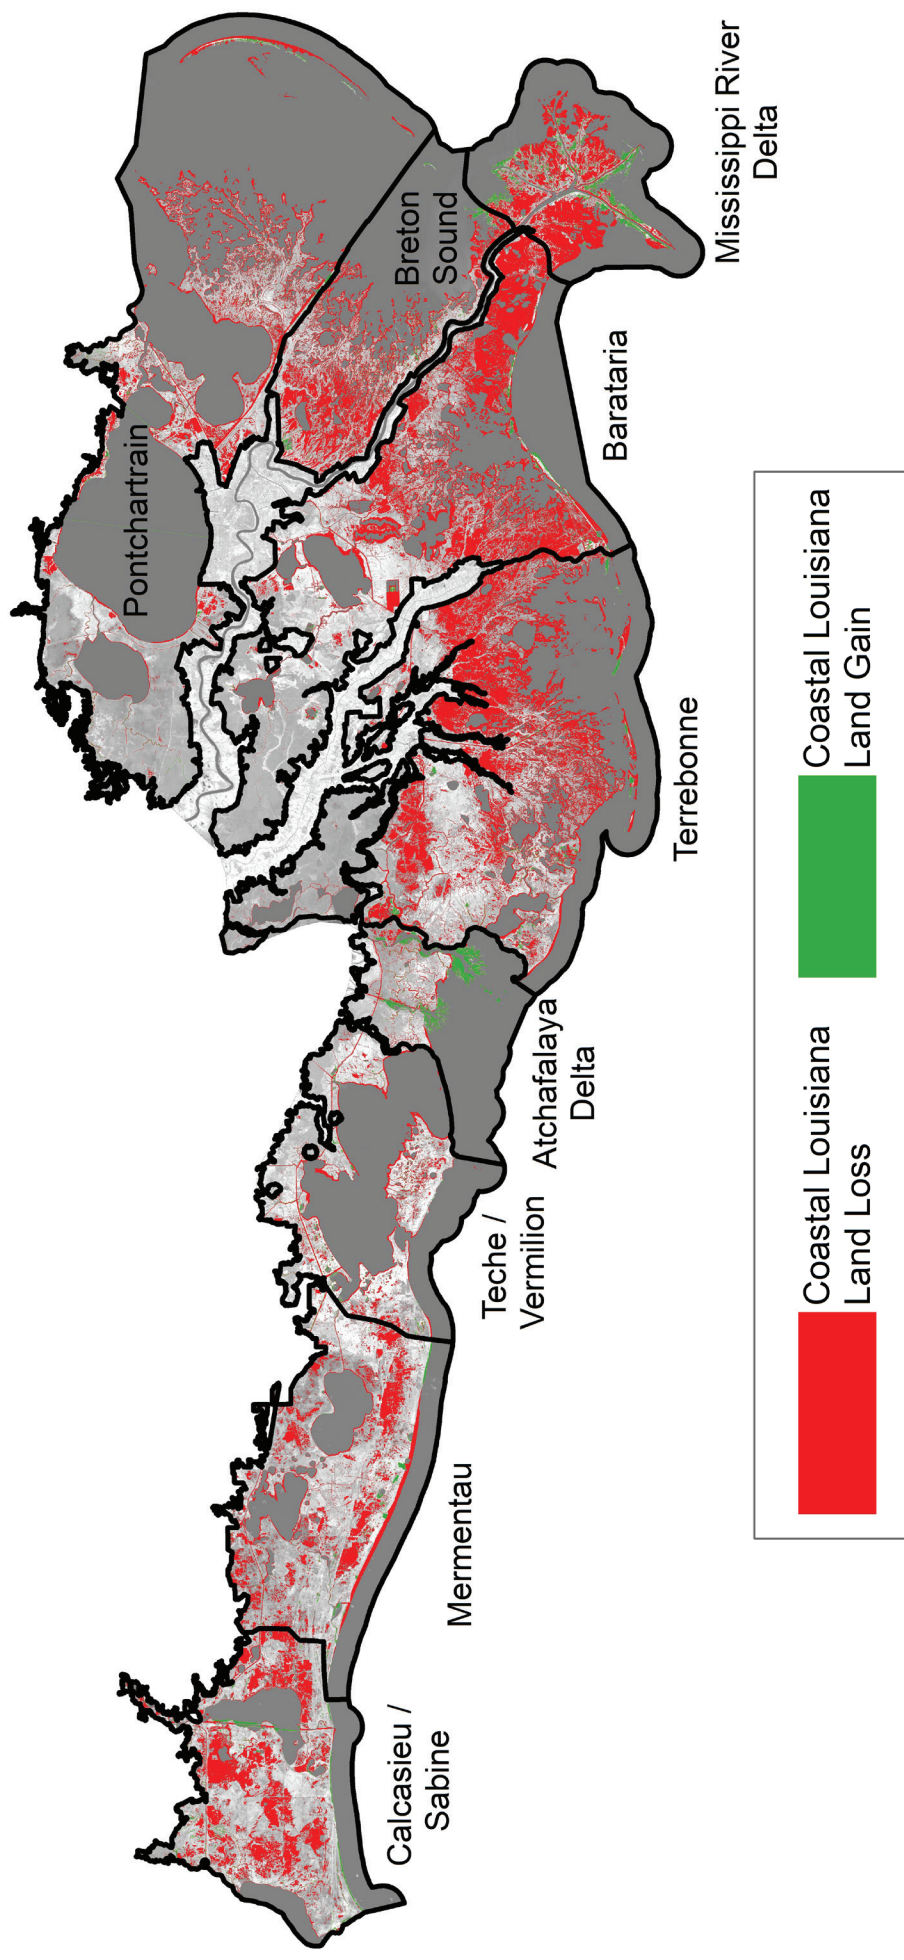 Pontchartrain
Breton
Sound
Mississippi River
Delta
Barataria
Terrebonne
Atchafalaya
Delta
Teche /
Vermilion
Mermentau
Calcasieu /
Sabine
Coastal Louisiana
Land Loss
Coastal Louisiana
Land Gain